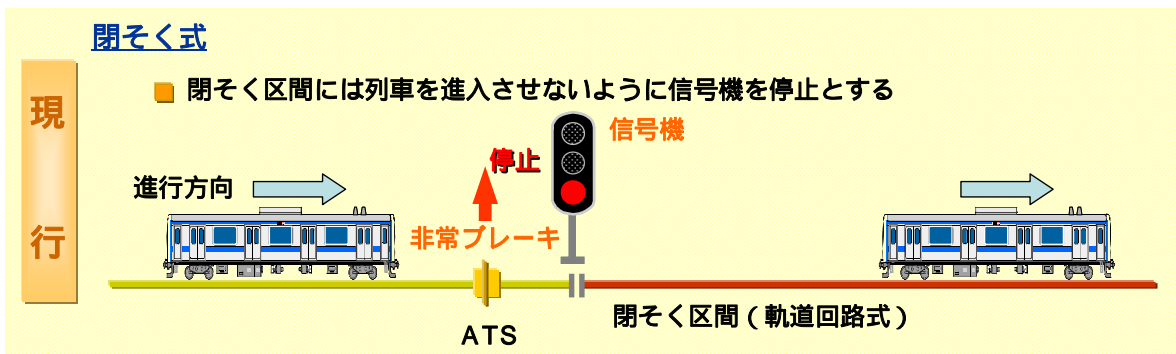 閉そく式
現行
閉そく区間には列車を進入させないように信号機を停止とする
信号機
停止
進行方向
非常ブレーキ
ATS
閉そく区間(軌道回路式)